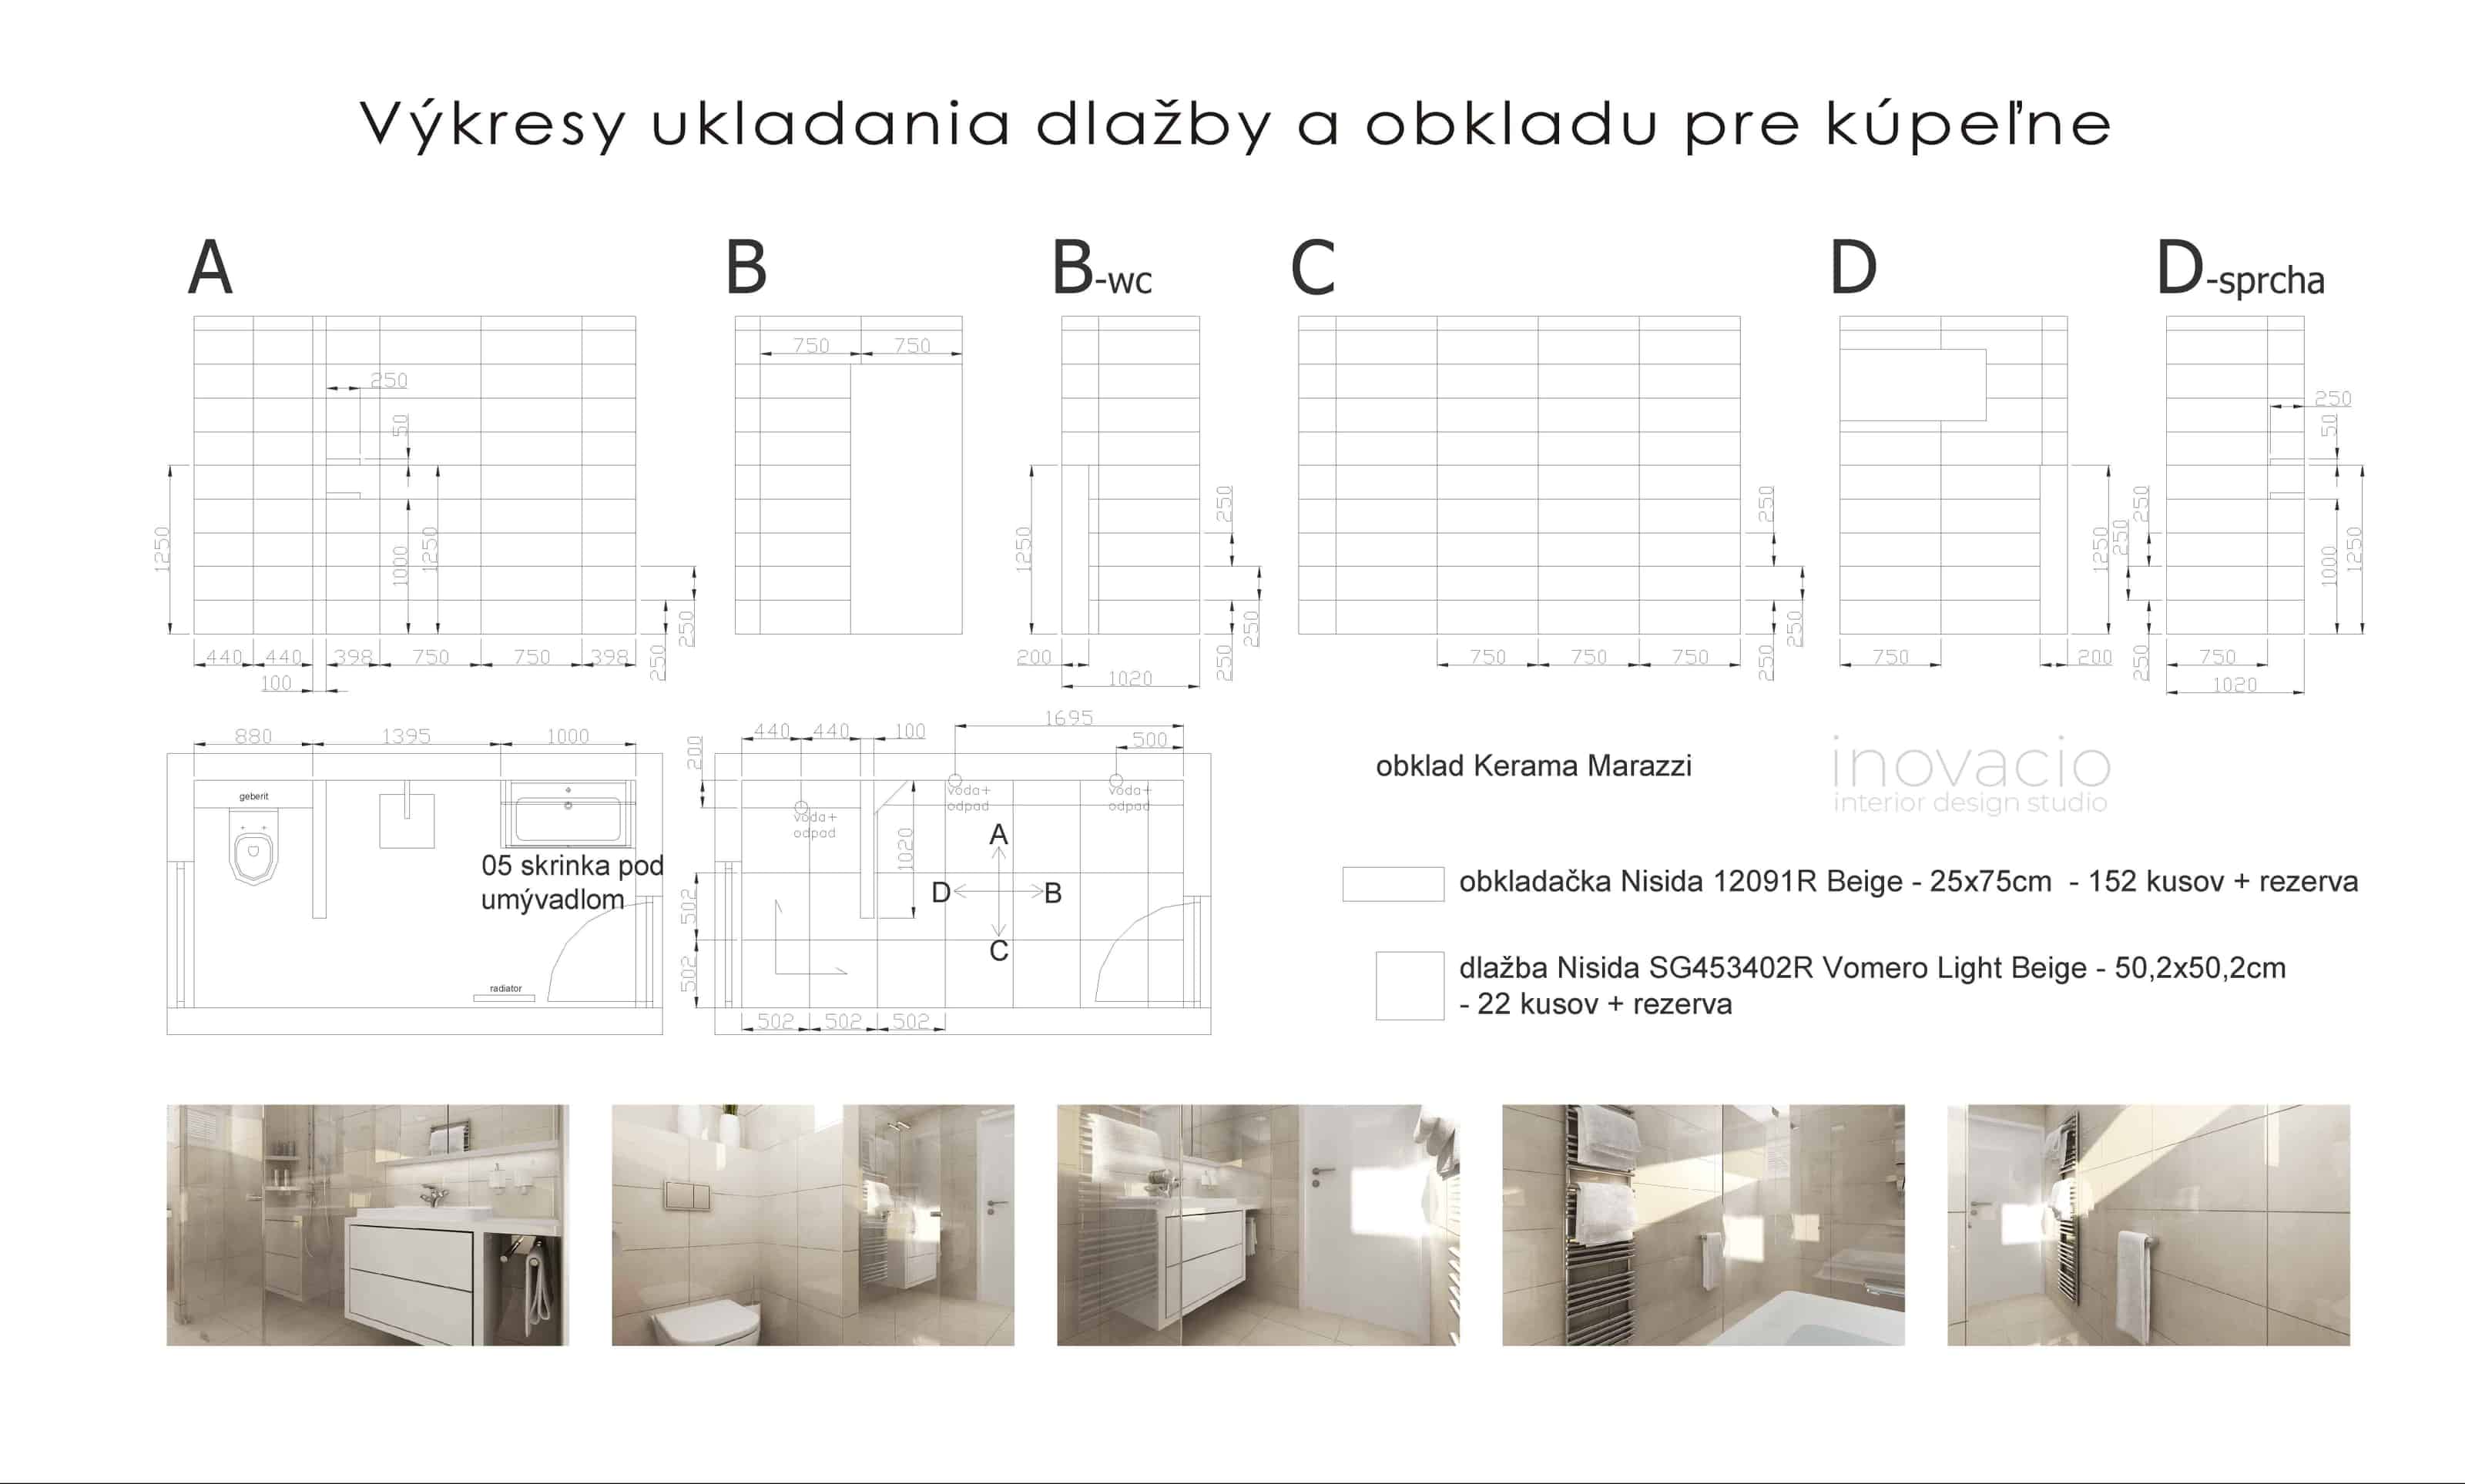 Výkresy ukladania dlažby a obkladu pre kúpeľne
A
B
B-wc
C
D
D-sprcha
250
50
1250
1000
1250
250
250
440
440
398
750
750
398
100
750
750
1250
250
250
250
200
1020
250
250
250
750
750
750
1250
250
250
250
750
200
250
50
1000
1250
750
1020
880
1395
1000
geberit
05 skrinka pod
umývadlom
radiator
1695
440
440
100
500
200
voda+
odpad
voda+
odpad
voda+
odpad
1020
A
D
B
C
502
502
502
502
502
obklad Kerama Marazzi
inovacio
interior design studio
obkladačka Nisida 12091R Beige - 25x75cm - 152 kusov + rezerva
dlažba Nisida SG453402R Vomero Light Beige - 50,2x50,2cm
- 22 kusov + rezerva